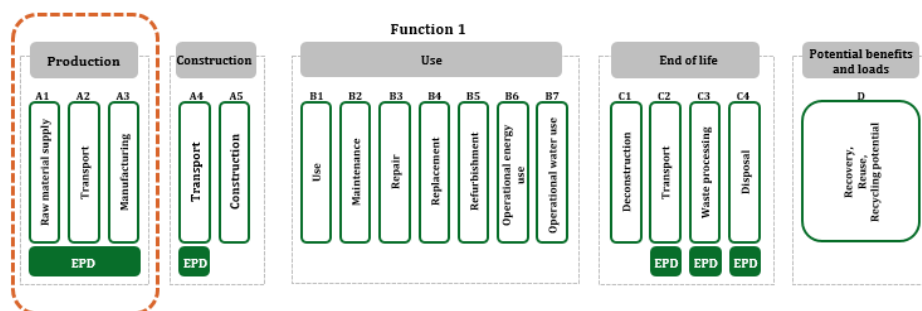 Function 1
Production
Construction
Use
End of life
Potential benefits
and loads
A1
A2
A3
A4
A5
B1
B2
B3
B4
B5
B6
B7
C1
C2
C3
C4
D
Raw material supply
Transport
Manufacturing
Transport
Construction
Use
Maintenance
Repair
Replacement
Refurbishment
Operational energy
use
Operational water use
Deconstruction
Transport
Waste processing
Disposal
Recovery,
Reuse,
Recycling potential
EPD
EPD
EPD
EPD
EPD